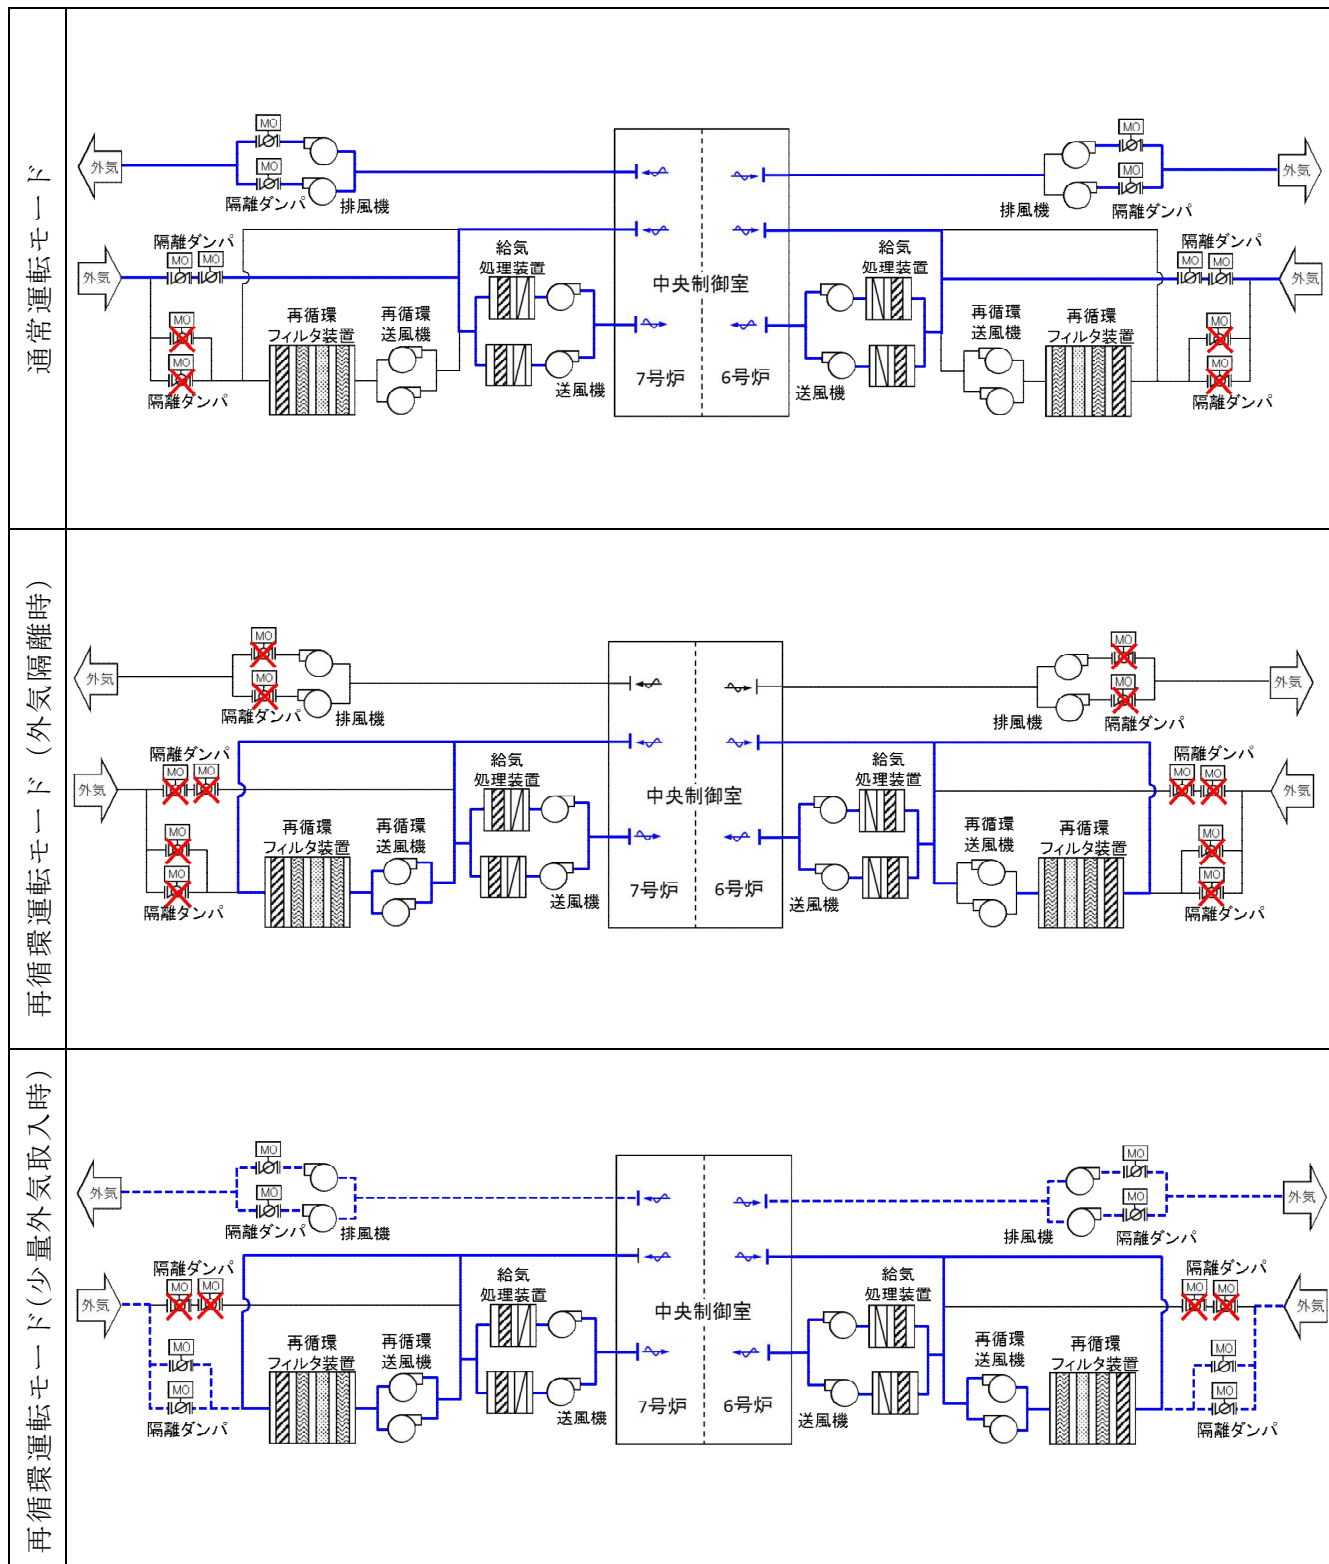 通常運転モード
MO
MO
外気
隔離ダンパ
排風機
隔離ダンパ
MO
MO
外気
給気
処理装置
再循環
フィルタ装置
再循環
送風機
MO
MO
隔離ダンパ
送風機
中央制御室
7号炉
6号炉
MO
MO
外気
排風機
隔離ダンパ
隔離ダンパ
MO
MO
外気
給気
処理装置
再循環
送風機
再循環
フィルタ装置
MO
MO
隔離ダンパ
送風機
再循環運転モード(外気隔離時)
MO
MO
外気
隔離ダンパ
排風機
隔離ダンパ
MO
MO
外気
給気
処理装置
再循環
フィルタ装置
再循環
送風機
MO
MO
隔離ダンパ
送風機
中央制御室
7号炉
6号炉
MO
MO
外気
排風機
隔離ダンパ
隔離ダンパ
MO
MO
外気
給気
処理装置
再循環
送風機
再循環
フィルタ装置
MO
MO
隔離ダンパ
送風機
再循環運転モード(少量外気取入時)
MO
MO
外気
隔離ダンパ
排風機
隔離ダンパ
MO
MO
外気
給気
処理装置
再循環
フィルタ装置
再循環
送風機
MO
MO
隔離ダンパ
送風機
中央制御室
7号炉
6号炉
MO
MO
外気
排風機
隔離ダンパ
隔離ダンパ
MO
MO
外気
給気
処理装置
再循環
送風機
再循環
フィルタ装置
MO
MO
隔離ダンパ
送風機